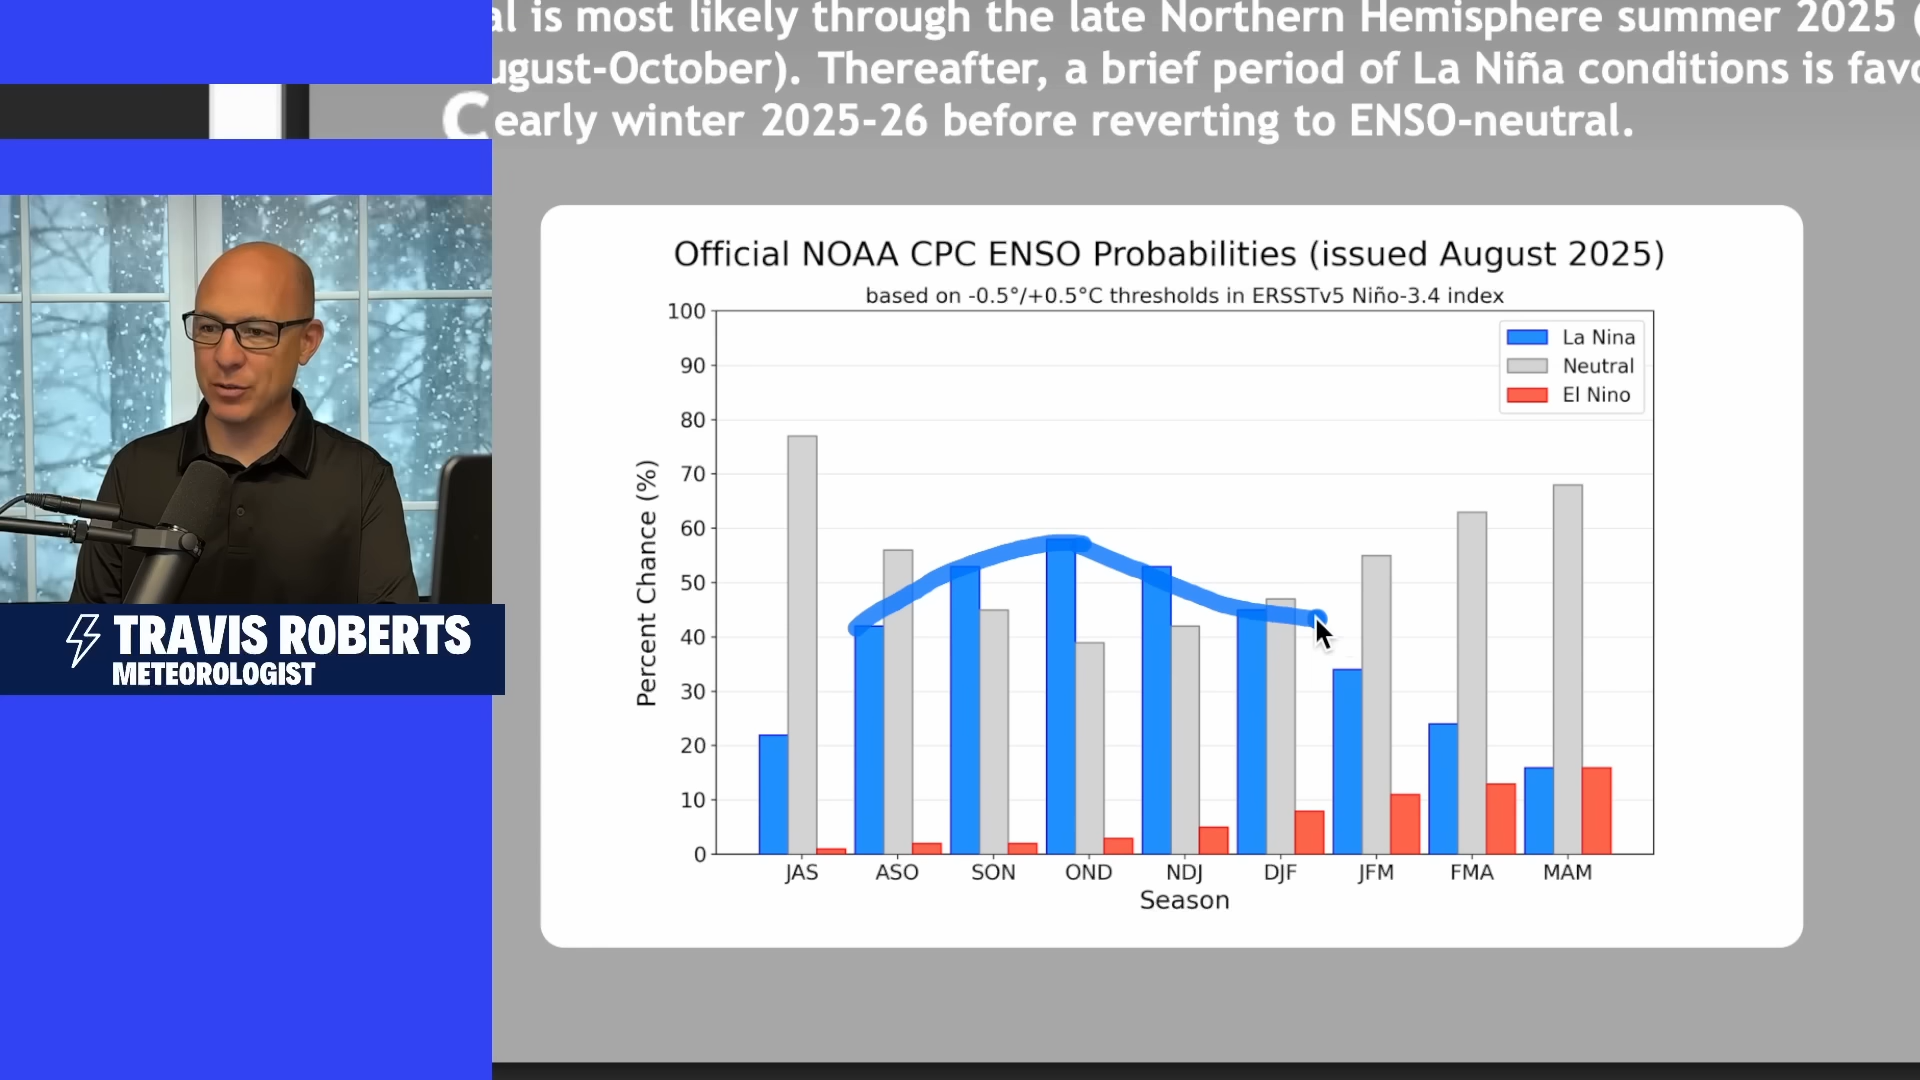 al is most likely through the late Northern Hemisphere summer 2025 (
ugust-October). Thereafter, a brief period of La Niña conditions is favo
early winter 2025-26 before reverting to ENSO-neutral.
C
TRAVIS ROBERTS
METEOROLOGIST
Official NOAA CPC ENSO Probabilities (issued August 2025)
based on -0.5°/+0.5°C thresholds in ERSSTv5 Niño-3.4 index
La Nina
Neutral
El Nino
Percent Chance (%)
100
90
80
70
60
50
40
30
20
10
0
JAS ASO SON OND NDJ DJF JFM FMA MAM
Season